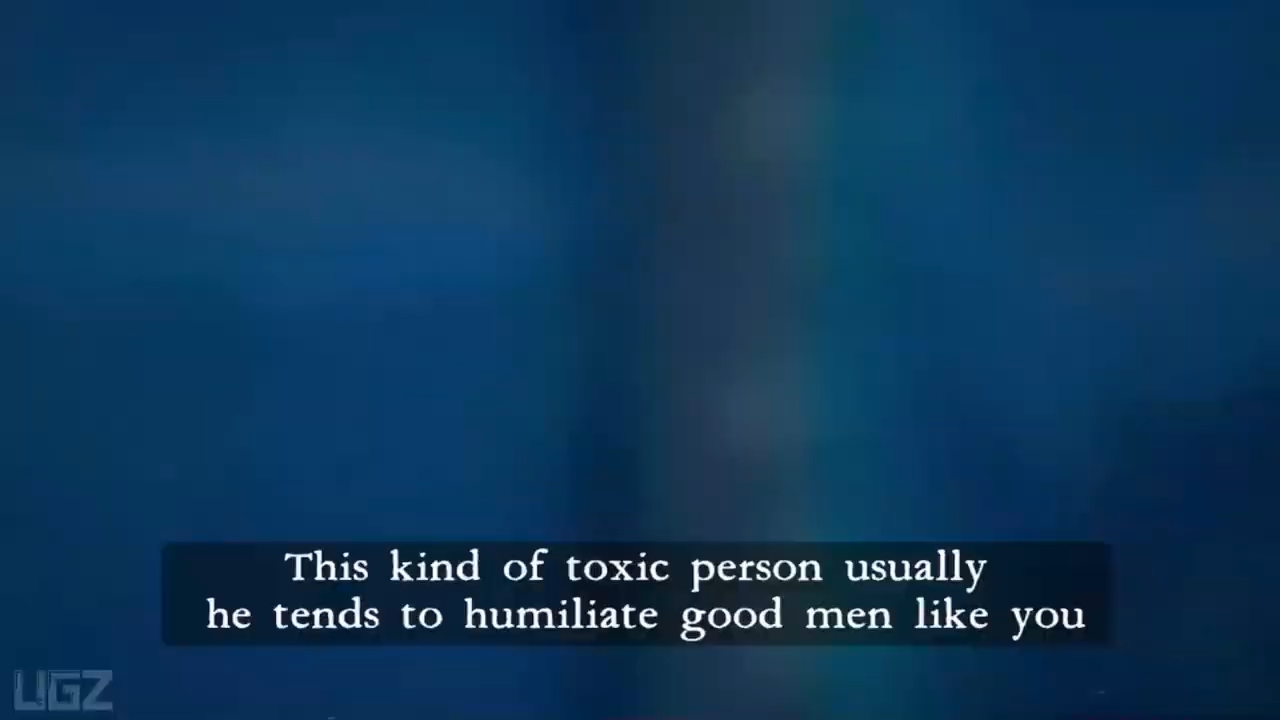 This kind of toxic person usually
he tends to humiliate good men like you
UGZ